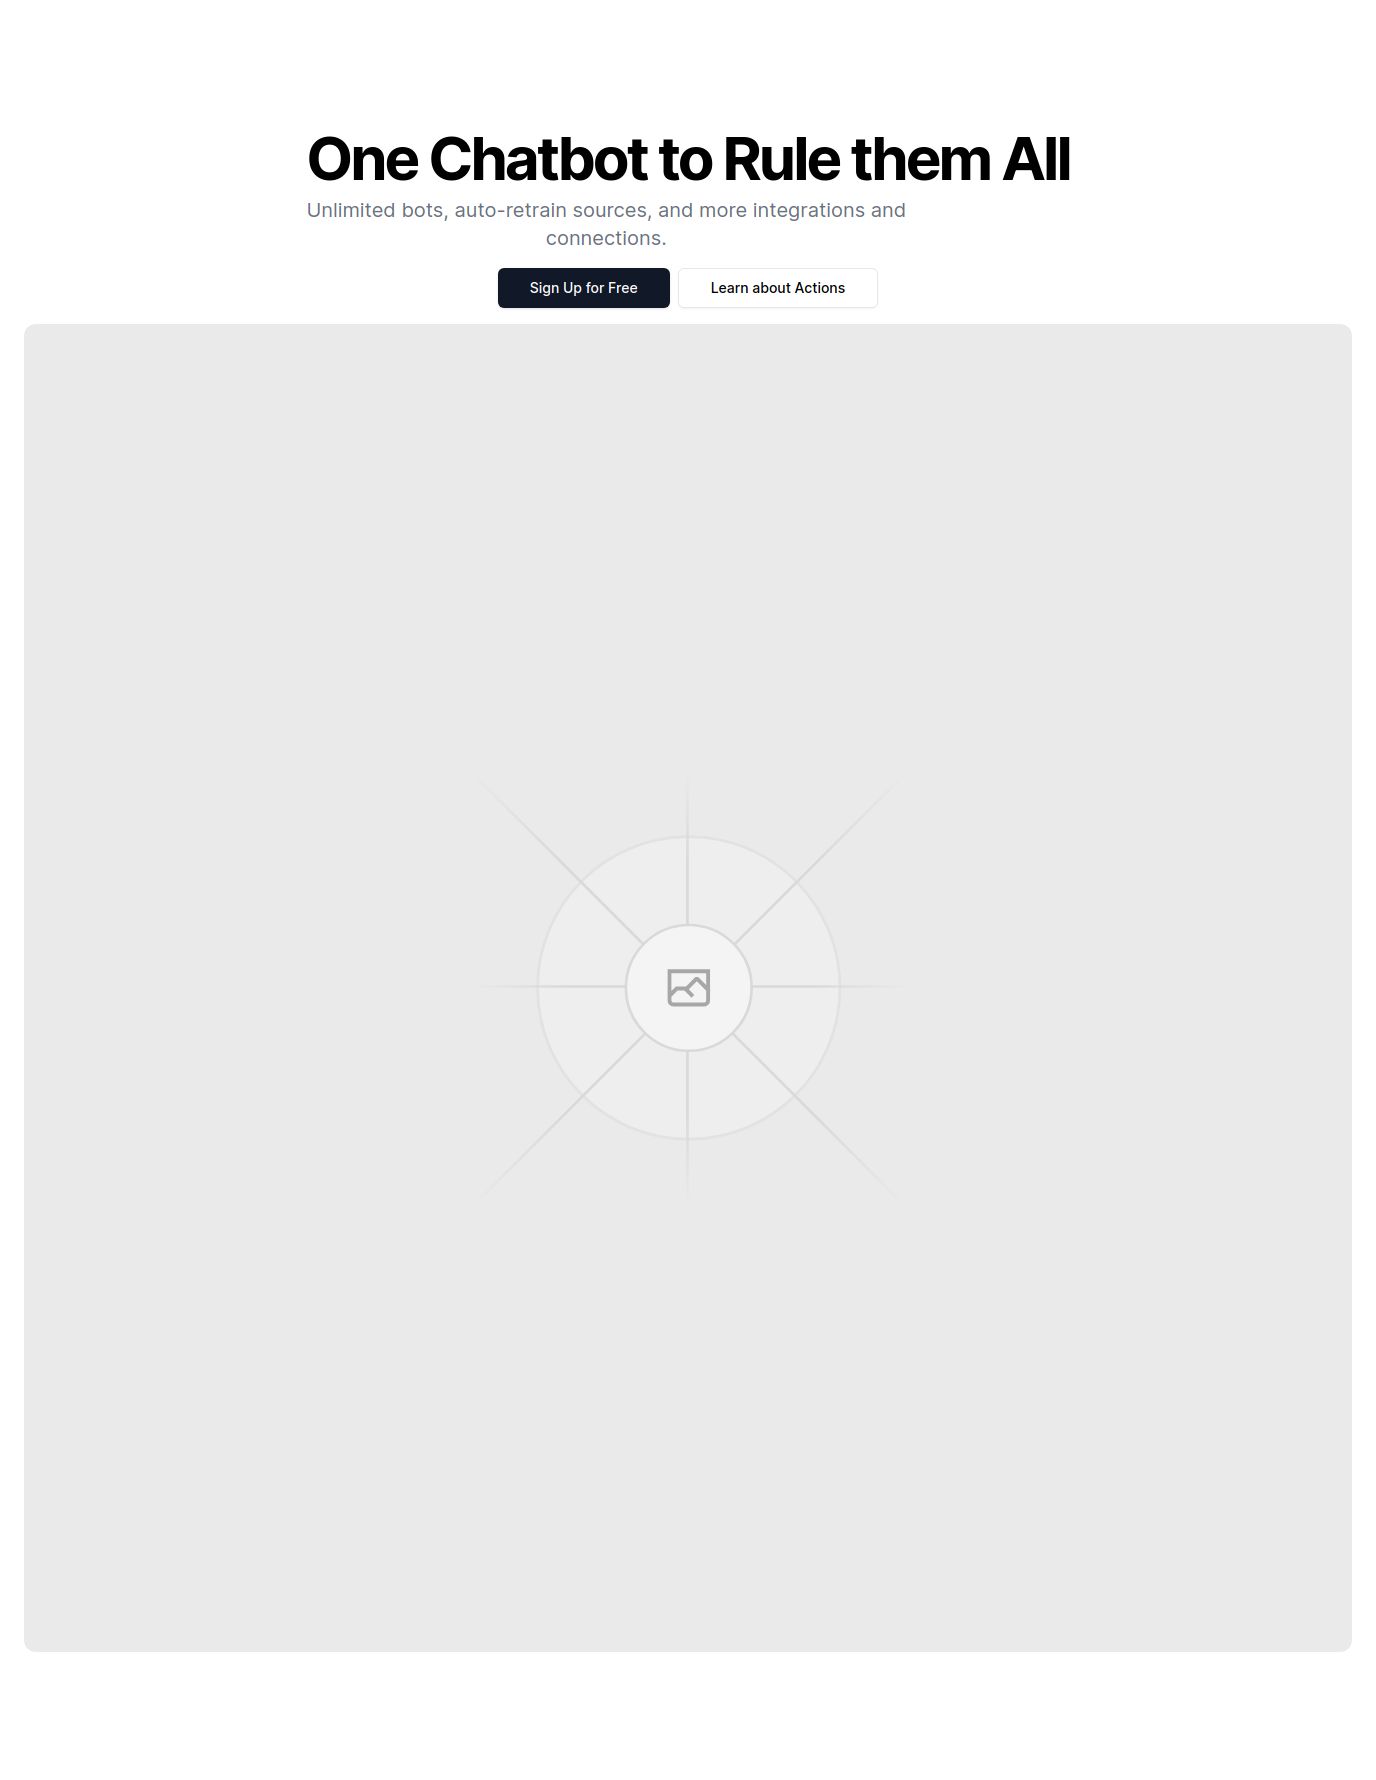 One Chatbot to Rule them All
Unlimited bots, auto-retrain sources, and more integrations and
connections.
Sign Up for Free
Learn about Actions